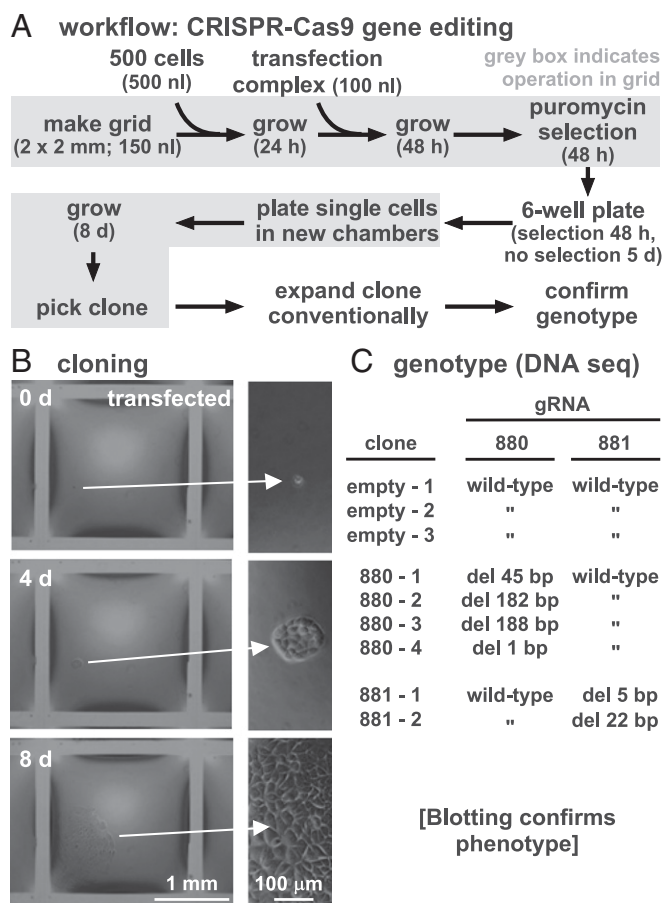 A workflow: CRISPR-Cas9 gene editing
500 cells
(500 nl)
transfection
complex (100 nl)
grey box indicates
operation in grid
make grid
(2 x 2 mm; 150 nl)
grow
(24 h)
grow
(48 h)
puromycin
selection
(48 h)
grow
(8 d)
plate single cells
in new chambers
6-well plate
(selection 48 h,
no selection 5 d)
pick clone
expand clone
conventionally
confirm
genotype
B cloning
0 d transfected
4 d
8 d
1 mm
100 µm
C genotype (DNA seq)
gRNA
clone 880 881
empty - 1 wild-type wild-type
empty - 2 " "
empty - 3 " "
880 - 1 del 45 bp wild-type
880 - 2 del 182 bp "
880 - 3 del 188 bp "
880 - 4 del 1 bp "
881 - 1 wild-type del 5 bp
881 - 2 " del 22 bp
[Blotting confirms
phenotype]